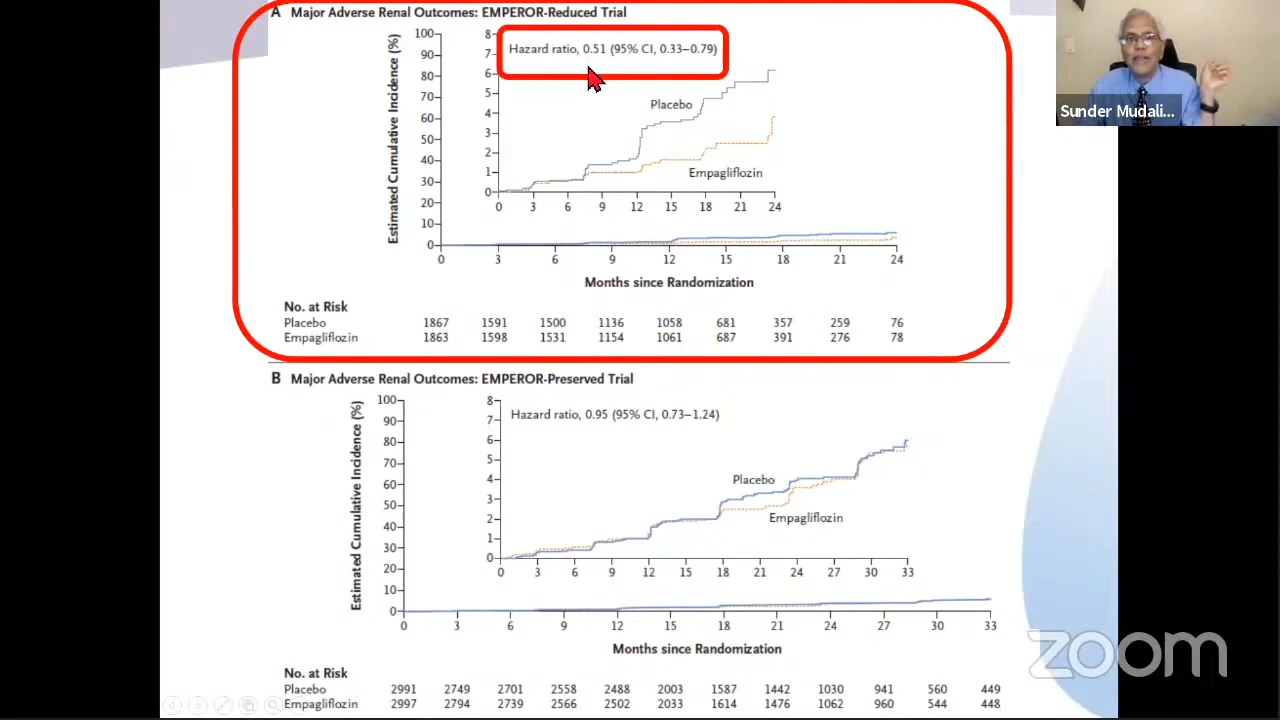 A Major Adverse Renal Outcomes: EMPEROR-Reduced Trial
Estimated Cumulative Incidence (%)
100
90
80
70
60
50
40
30
20
10
0
8
7
6
5
4
3
2
1
0
Hazard ratio, 0.51 (95% CI, 0.33–0.79)
Placebo
Empagliflozin
0 3 6 9 12 15 18 21 24
0 3 6 9 12 15 18 21 24
Months since Randomization
No. at Risk
Placebo 1867 1591 1500 1136 1058 681 357 259 76
Empagliflozin 1863 1598 1531 1154 1061 687 391 276 78
Sunder Mudali...
B Major Adverse Renal Outcomes: EMPEROR-Preserved Trial
Estimated Cumulative Incidence (%)
100
90
80
70
60
50
40
30
20
10
0
8
7
6
5
4
3
2
1
0
Hazard ratio, 0.95 (95% CI, 0.73–1.24)
Placebo
Empagliflozin
0 3 6 9 12 15 18 21 24 27 30 33
0 3 6 9 12 15 18 21 24 27 30 33
Months since Randomization
No. at Risk
Placebo 2991 2749 2701 2558 2488 2003 1587 1442 1030 941 560 449
Empagliflozin 2997 2794 2739 2566 2502 2033 1614 1476 1062 960 544 448
zoom